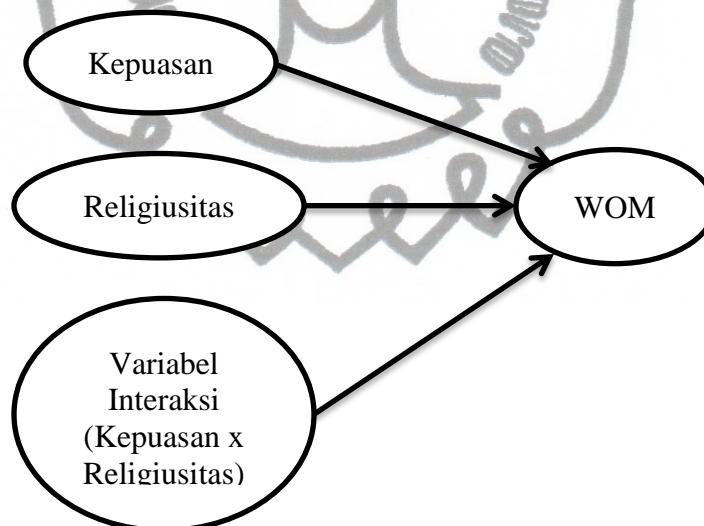 Kepuasan
Religiusitas
WOM
Variabel
Interaksi
(Kepuasan x
Religiusitas)